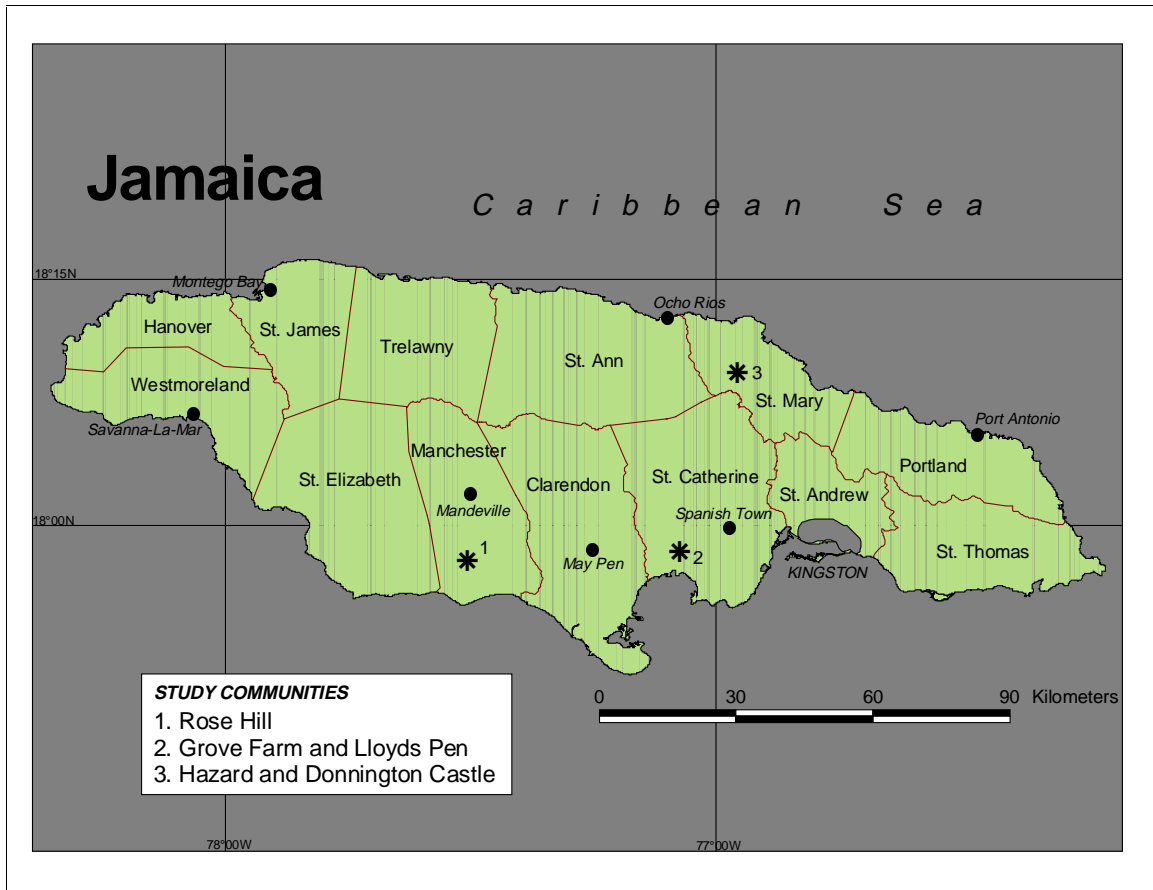 Jamaica
Caribbean Sea
18°15N
Montego Bay
Ocho Rios
Hanover
St. James
Trelawny
St. Ann
3
Westmoreland
St. Mary
Savanna-La-Mar
Port Antonio
Manchester
St. Elizabeth
Clarendon
St. Catherine
Portland
St. Andrew
Mandeville
Spanish Town
18°00N
1
May Pen
2
KINGSTON
St. Thomas
STUDY COMMUNITIES
1. Rose Hill
2. Grove Farm and Lloyds Pen
3. Hazard and Donnington Castle
0 30 60 90 Kilometers
78°00W
77°00W